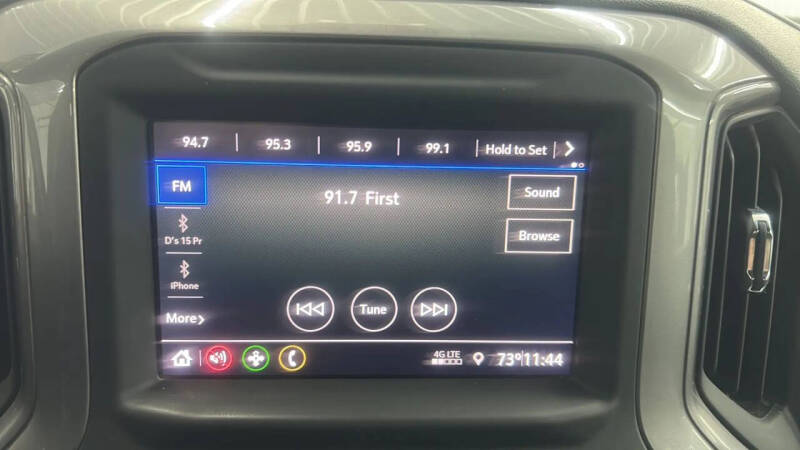 94.7 95.3 95.9 99.1 Hold to Set
FM
91.7 First
Sound
D's 15 Pr
Browse
iPhone
Tune
More
4G LTE 73° 11:44